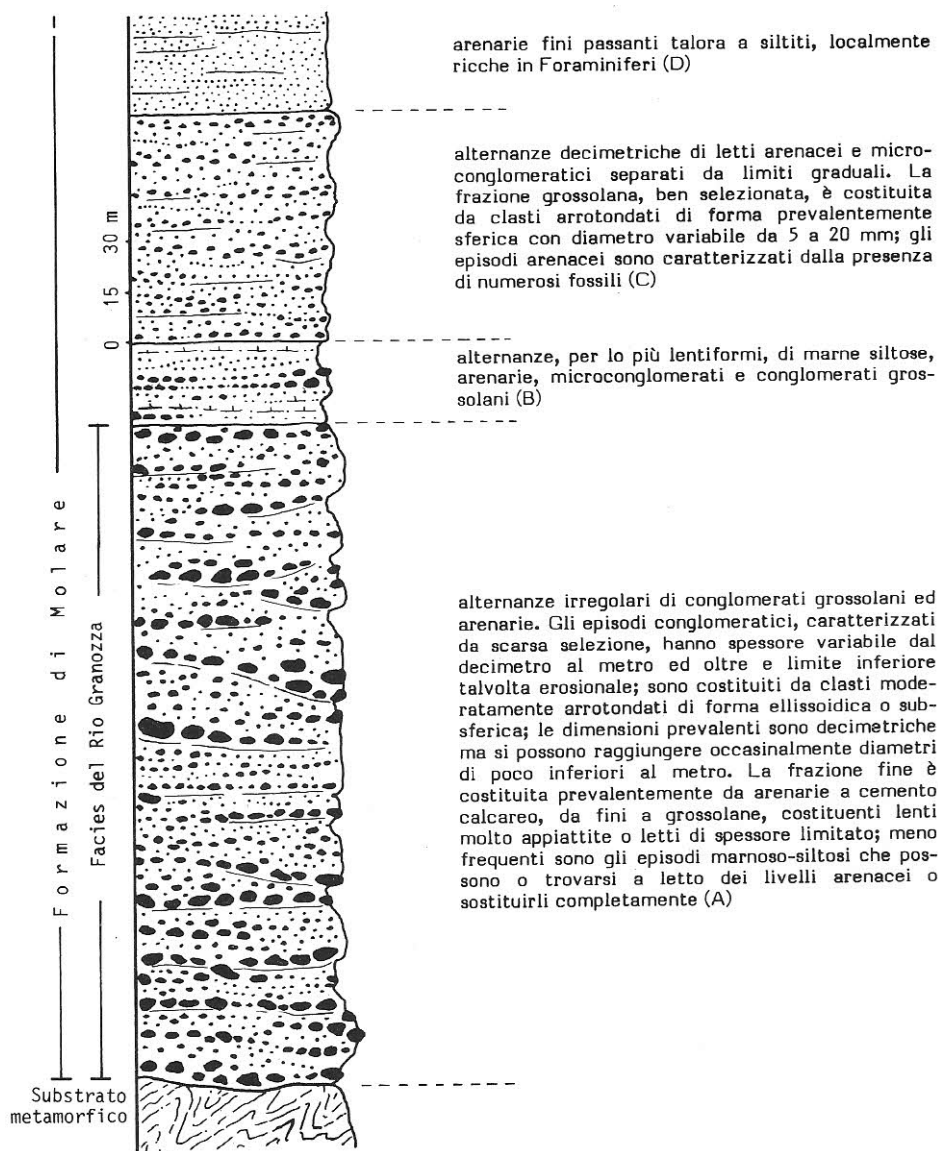 arenarie fini passanti talora a siltiti, localmente
ricche in Foraminiferi (D)
alternanze decimetriche di letti arenacei e micro-
conglomeratici separati da limiti graduali. La
frazione grossolana, ben selezionata, è costituita
da clasti arrotondati di forma prevalentemente
sferica con diametro variabile da 5 a 20 mm; gli
episodi arenacei sono caratterizzati dalla presenza
di numerosi fossili (C)
30 m
15
0
alternanze, per lo più lentiformi, di marne siltose,
arenarie, microconglomerati e conglomerati gros-
solani (B)
Formazione di Molare
Facies del Rio Granozza
alternanze irregolari di conglomerati grossolani ed
arenarie. Gli episodi conglomeratici, caratterizzati
da scarsa selezione, hanno spessore variabile dal
decimetro al metro ed oltre e limite inferiore
talvolta erosionale; sono costituiti da clasti mode-
ratamente arrotondati di forma ellissoidica o sub-
sferica; le dimensioni prevalenti sono decimetriche
ma si possono raggiungere occasionalmente diametri
di poco inferiori al metro. La frazione fine è
costituita prevalentemente da arenarie a cemento
calcareo, da fini a grossolane, costituenti lenti
molto appiattite o letti di spessore limitato; meno
frequenti sono gli episodi marnoso-siltosi che pos-
sono o trovarsi a letto dei livelli arenacei o
sostituirli completamente (A)
Substrato
metamorfico